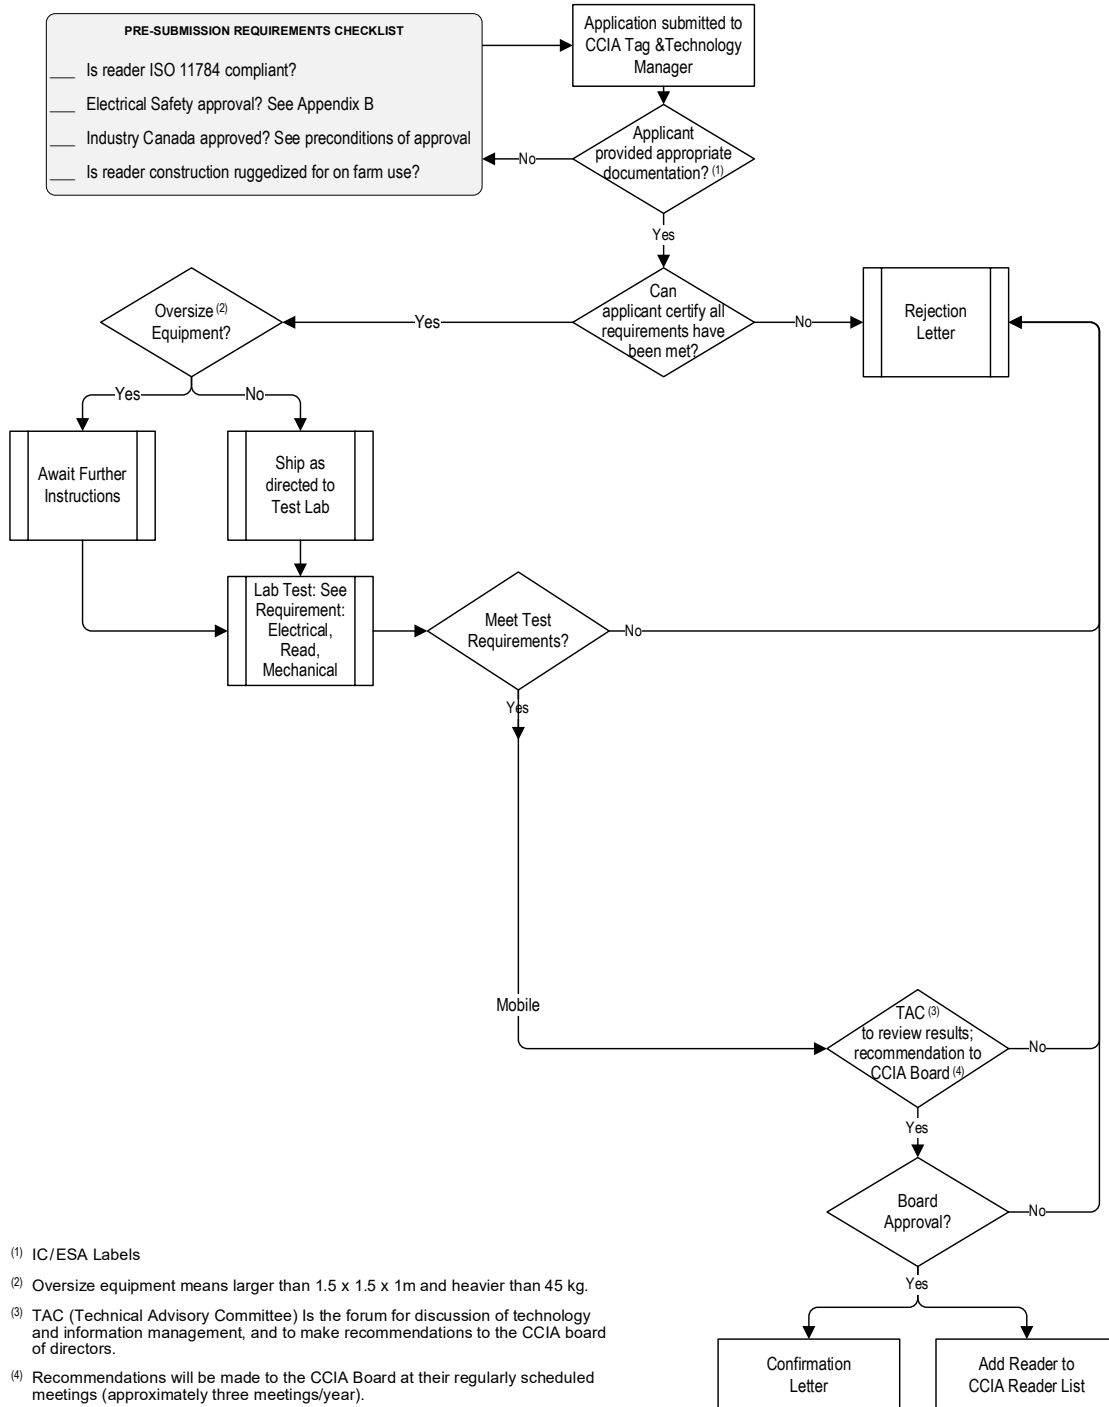 PRE-SUBMISSION REQUIREMENTS CHECKLIST
___ Is reader ISO 11784 compliant?
___ Electrical Safety approval? See Appendix B
___ Industry Canada approved? See preconditions of approval
___ Is reader construction ruggedized for on farm use?
Application submitted to
CCIA Tag &Technology
Manager
Applicant
provided appropriate
documentation? (1)
No
Yes
Can
applicant certify all
requirements have
been met?
Yes
No
Rejection
Letter
Oversize (2)
Equipment?
Yes
No
Await Further
Instructions
Ship as
directed to
Test Lab
Lab Test: See
Requirement:
Electrical,
Read,
Mechanical
Meet Test
Requirements?
No
Yes
Mobile
TAC (3)
to review results;
recommendation to
CCIA Board (4)
No
Yes
Board
Approval?
No
Yes
Confirmation
Letter
Add Reader to
CCIA Reader List
(1) IC/ESA Labels
(2) Oversize equipment means larger than 1.5 x 1.5 x 1m and heavier than 45 kg.
(3) TAC (Technical Advisory Committee) Is the forum for discussion of technology
and information management, and to make recommendations to the CCIA board
of directors.
(4) Recommendations will be made to the CCIA Board at their regularly scheduled
meetings (approximately three meetings/year).